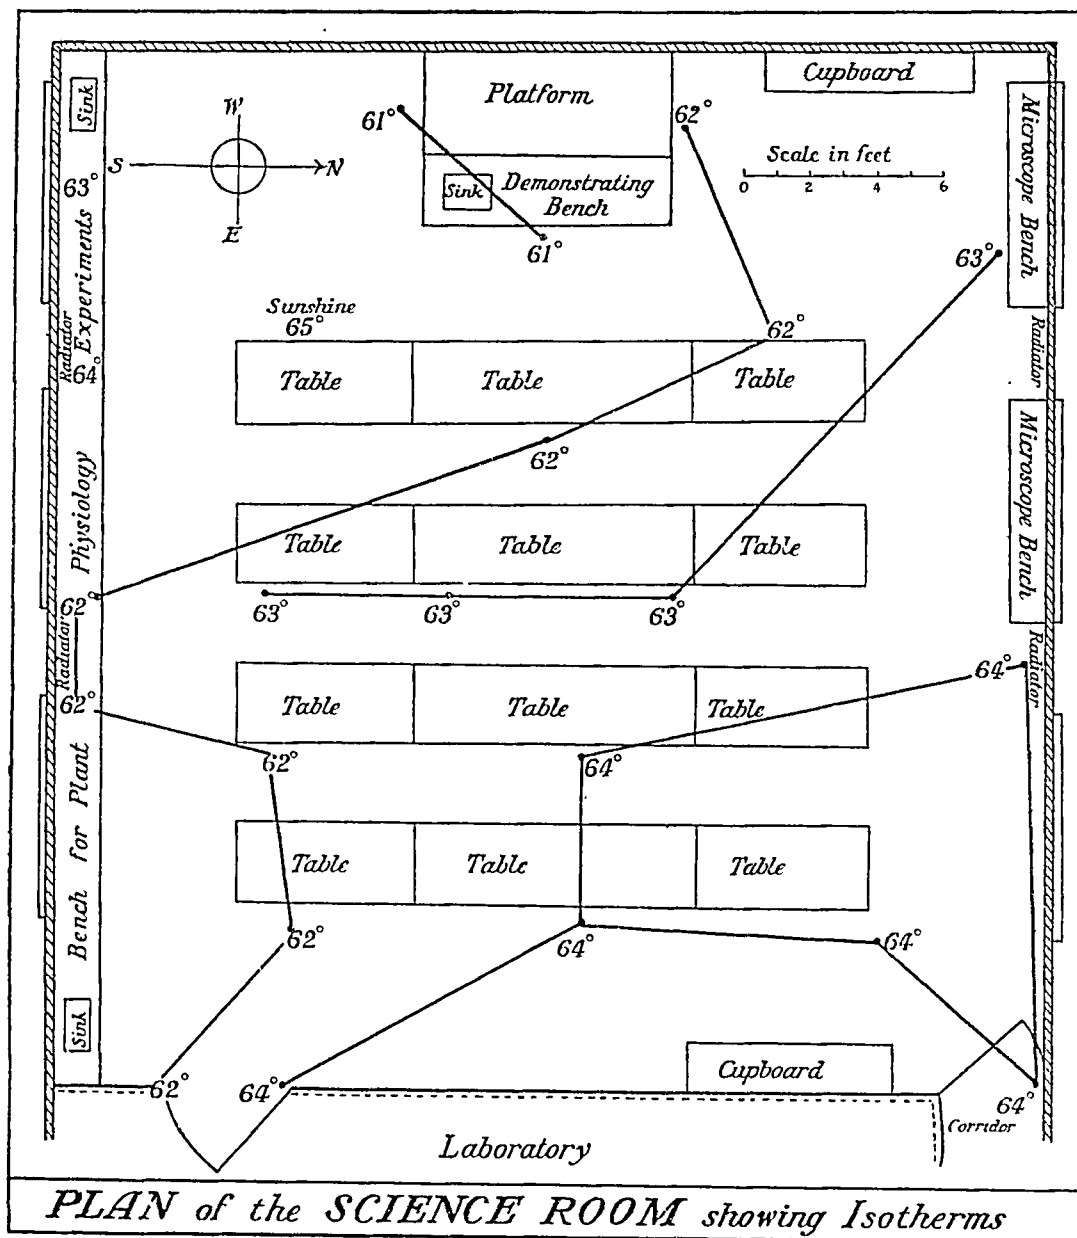 Platform
Cupboard
Sink
W
S
N
E
61°
62°
Scale in feet
0 2 4 6
Sink
Demonstrating
Bench
61°
63°
63°
Microscope Bench
Sunshine
65°
62°
Radiator
Radiator
64°
Table
Table
Table
62°
Microscope Bench
Table
Table
Table
62°
63°
63°
63°
Radiator
Radiator
62°
64°
Table
Table
Table
62°
64°
Table
Table
Table
62°
64°
64°
Bench for Plant Physiology Experiments
Sink
62°
64°
Cupboard
64°
Corridor
Laboratory
PLAN of the SCIENCE ROOM showing Isotherms